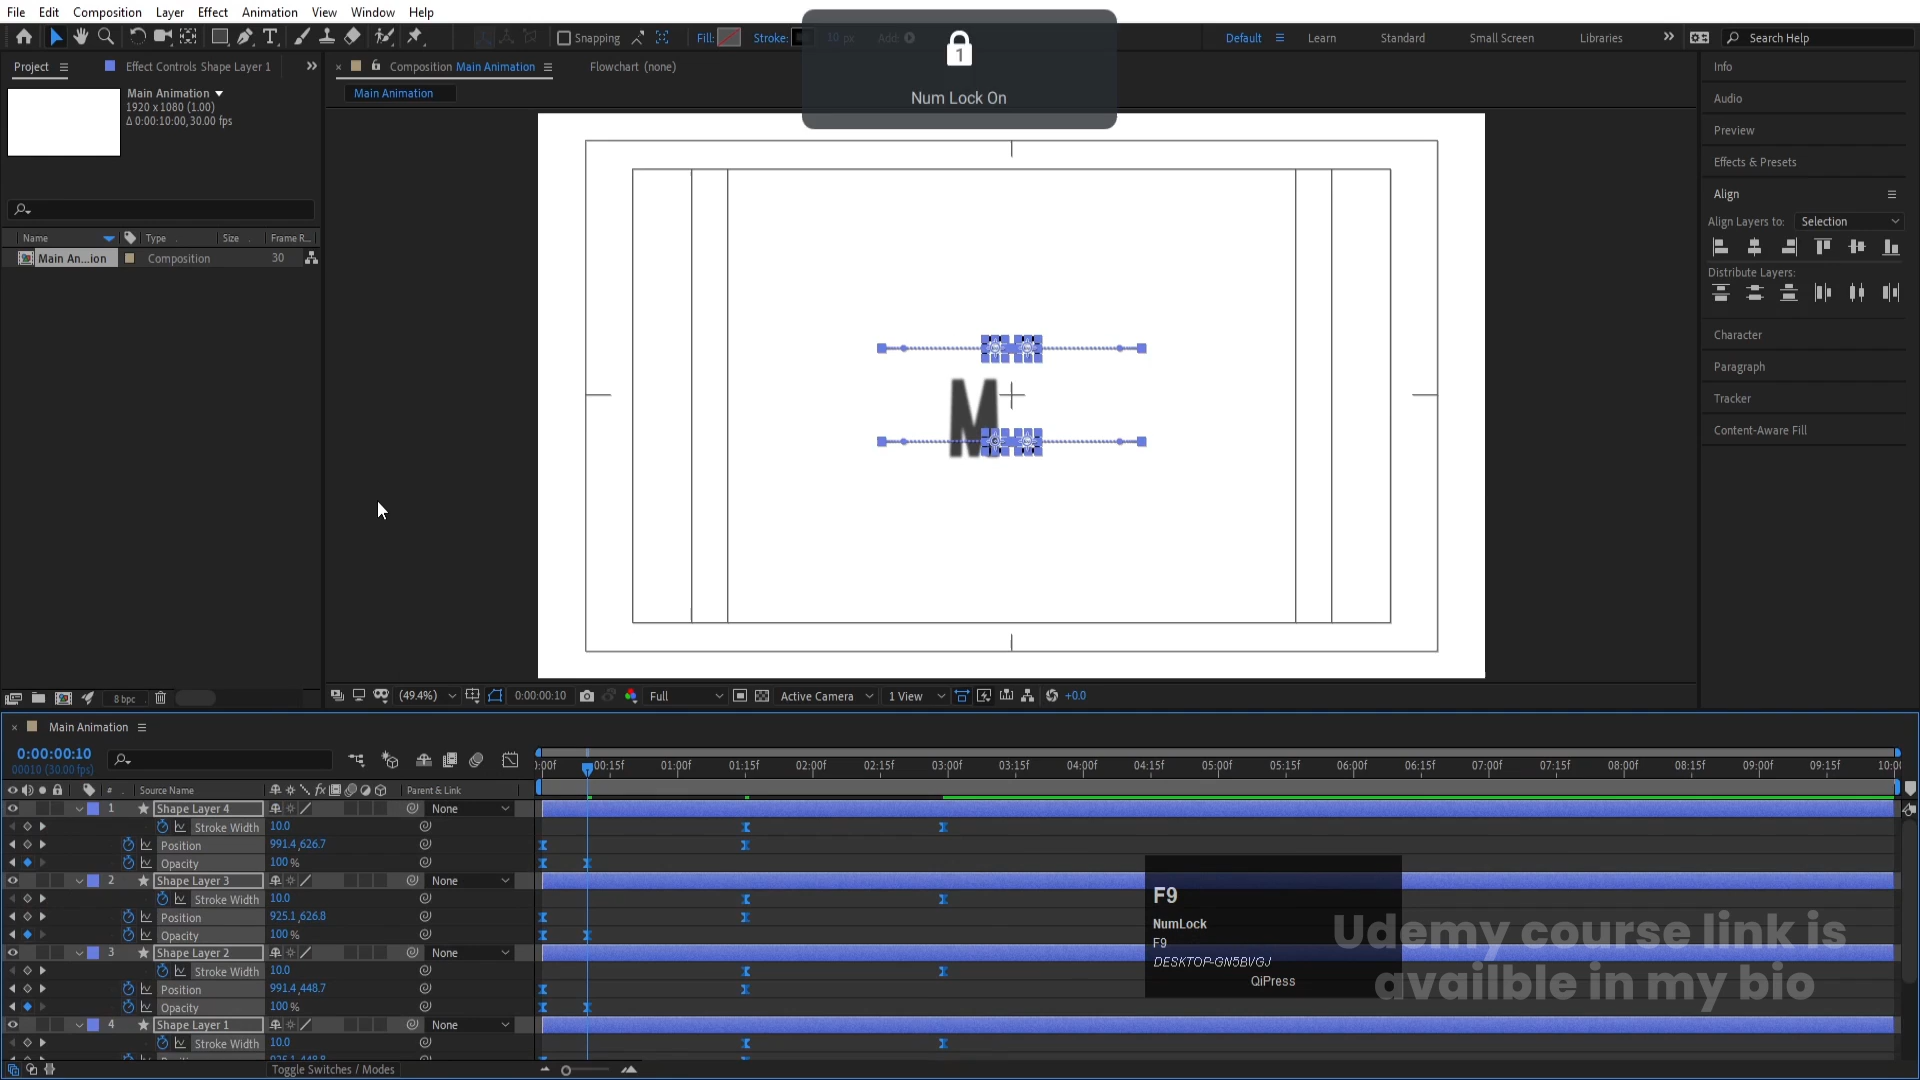 File Edit Composition Layer Effect Animation View Window Help
Snapping Fill: Stroke: 10 px Add: Default Learn Standard Small Screen Libraries Search Help
1
Num Lock On
Project Effect Controls Shape Layer 1
Composition Main Animation Flowchart (none)
Main Animation
Main Animation
1920 x 1080 (1.00)
Δ 0:00:10:00, 30.00 fps
Name Type Size Frame R...
Main An...ion Composition 30
M
Info
Audio
Preview
Effects & Presets
Align
Align Layers to: Selection
Distribute Layers:
Character
Paragraph
Tracker
Content-Aware Fill
8 bpc
(49.4%) 0:00:00:10 Full Active Camera 1 View +0.0
Main Animation
0:00:00:10
00010 (30.00 fps)
):00f 00:15f 01:00f 01:15f 02:00f 02:15f 03:00f 03:15f 04:00f 04:15f 05:00f 05:15f 06:00f 06:15f 07:00f 07:15f 08:00f 08:15f 09:00f 09:15f 10:00
# Source Name fx Parent & Link
1 Shape Layer 4 None
Stroke Width 10.0
Position 991.4,626.7
Opacity 100 %
2 Shape Layer 3 None
Stroke Width 10.0
Position 925.1,626.8
Opacity 100 %
3 Shape Layer 2 None
Stroke Width 10.0
Position 991.4,448.7
Opacity 100 %
4 Shape Layer 1 None
Stroke Width 10.0
Toggle Switches / Modes
F9
NumLock
F9
DESKTOP-GN5BVGJ
QiPress
Udemy course link is
availble in my bio